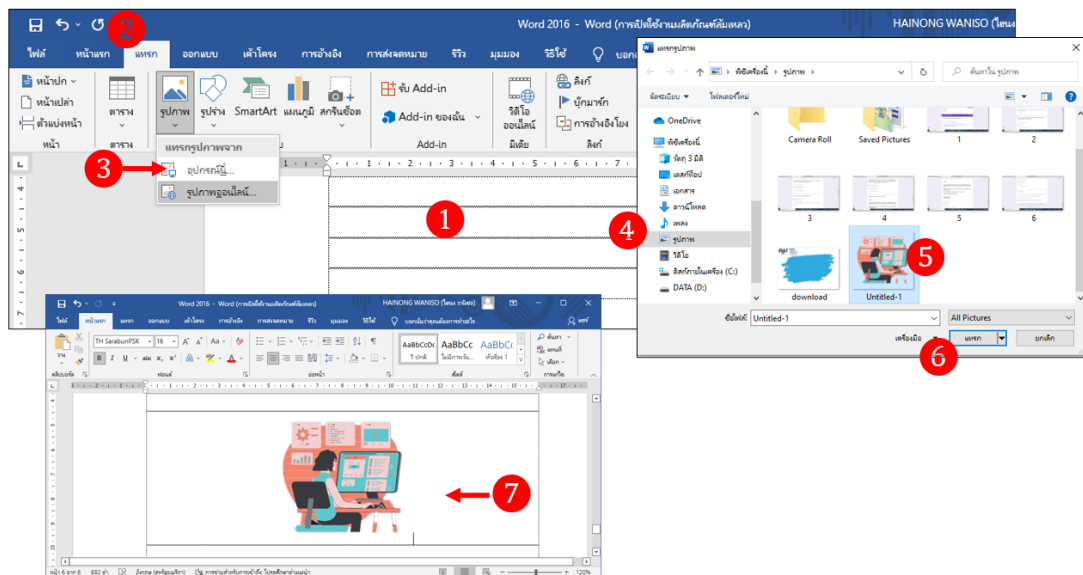 Word 2016 - Word (การเปิดใช้งานผลิตภัณฑ์ล้มเหลว)
HAINONG WANISO (ไฮนง
2
ไฟล์ หน้าแรก แทรก ออกแบบ เค้าโครง การอ้างอิง การส่งจดหมาย รีวิว มุมมอง วิธีใช้
หน้าปก
หน้าเปล่า
ตัวแบ่งหน้า
หน้า
ตาราง
ตาราง
รูปภาพ รูปร่าง SmartArt แผนภูมิ สกรีนช็อต
รับ Add-in
Add-in ของฉัน
Add-in
วิดีโอ
ออนไลน์
มีเดีย
ลิงก์
บุ๊กมาร์ก
การอ้างอิงโยง
ลิงก์
แทรกรูปภาพจาก
3
อุปกรณ์นี้...
รูปภาพออนไลน์...
1
แทรกรูปภาพ
พีซีเครื่องนี้ › รูปภาพ ›
ค้นหาใน รูปภาพ
จัดระเบียบ
โฟลเดอร์ใหม่
OneDrive
พีซีเครื่องนี้
วัตถุ 3 มิติ
เดสก์ท็อป
เอกสาร
ดาวน์โหลด
เพลง
4
รูปภาพ
วิดีโอ
ดิสก์ภายในเครื่อง (C:)
DATA (D:)
Camera Roll
Saved Pictures
1
2
3
4
5
6
5
download
Untitled-1
ชื่อไฟล์: Untitled-1
All Pictures
เครื่องมือ
แทรก
ยกเลิก
6
Word 2016 - Word (การเปิดใช้งานผลิตภัณฑ์ล้มเหลว)
ไฟล์ หน้าแรก แทรก ออกแบบ เค้าโครง การอ้างอิง การส่งจดหมาย รีวิว มุมมอง วิธีใช้ บอกฉันว่าคุณต้องการทำอะไร
แชร์
TH SarabunPSK
16
วาง
คลิปบอร์ด
ฟอนต์
ย่อหน้า
AaBbCcDc AaBbCc AaBbCc
1 ปกติ
ไม่มีการเว้น...
หัวเรื่อง 1
สไตล์
ค้นหา
แทนที่
เลือก
การแก้ไข
7
หน้า 6 จาก 6
682 คำ
120%